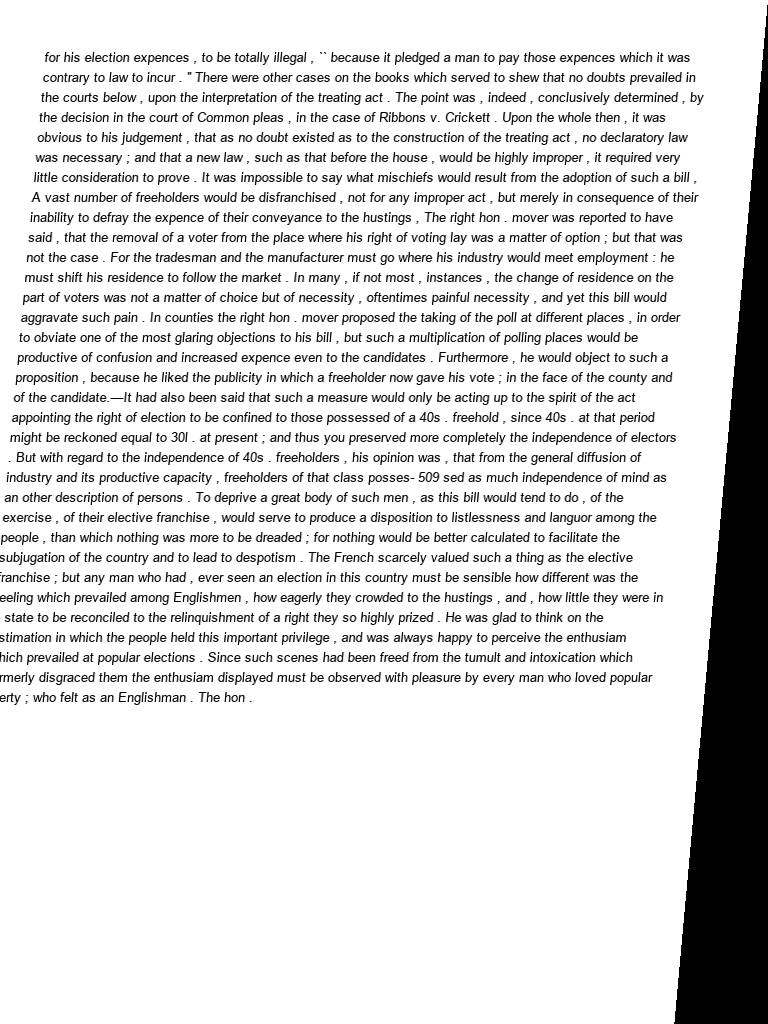 for his election expences , to be totally illegal , `` because it pledged a man to pay those expences which it was
contrary to law to incur . " There were other cases on the books which served to shew that no doubts prevailed in
the courts below , upon the interpretation of the treating act . The point was , indeed , conclusively determined , by
the decision in the court of Common pleas , in the case of Ribbons v. Crickett . Upon the whole then , it was
obvious to his judgement , that as no doubt existed as to the construction of the treating act , no declaratory law
was necessary ; and that a new law , such as that before the house , would be highly improper , it required very
little consideration to prove . It was impossible to say what mischiefs would result from the adoption of such a bill ,
A vast number of freeholders would be disfranchised , not for any improper act , but merely in consequence of their
inability to defray the expence of their conveyance to the hustings , The right hon . mover was reported to have
said , that the removal of a voter from the place where his right of voting lay was a matter of option ; but that was
not the case . For the tradesman and the manufacturer must go where his industry would meet employment : he
must shift his residence to follow the market . In many , if not most , instances , the change of residence on the
part of voters was not a matter of choice but of necessity , oftentimes painful necessity , and yet this bill would
aggravate such pain . In counties the right hon . mover proposed the taking of the poll at different places , in order
to obviate one of the most glaring objections to his bill , but such a multiplication of polling places would be
productive of confusion and increased expence even to the candidates . Furthermore , he would object to such a
proposition , because he liked the publicity in which a freeholder now gave his vote ; in the face of the county and
of the candidate.—It had also been said that such a measure would only be acting up to the spirit of the act
appointing the right of election to be confined to those possessed of a 40s . freehold , since 40s . at that period
might be reckoned equal to 30l . at present ; and thus you preserved more completely the independence of electors
. But with regard to the independence of 40s . freeholders , his opinion was , that from the general diffusion of
industry and its productive capacity , freeholders of that class posses- 509 sed as much independence of mind as
an other description of persons . To deprive a great body of such men , as this bill would tend to do , of the
exercise , of their elective franchise , would serve to produce a disposition to listlessness and languor among the
people , than which nothing was more to be dreaded ; for nothing would be better calculated to facilitate the
subjugation of the country and to lead to despotism . The French scarcely valued such a thing as the elective
franchise ; but any man who had , ever seen an election in this country must be sensible how different was the
eeling which prevailed among Englishmen , how eagerly they crowded to the hustings , and , how little they were in
state to be reconciled to the relinquishment of a right they so highly prized . He was glad to think on the
stimation in which the people held this important privilege , and was always happy to perceive the enthusiam
hich prevailed at popular elections . Since such scenes had been freed from the tumult and intoxication which
rmerly disgraced them the enthusiam displayed must be observed with pleasure by every man who loved popular
erty ; who felt as an Englishman . The hon .